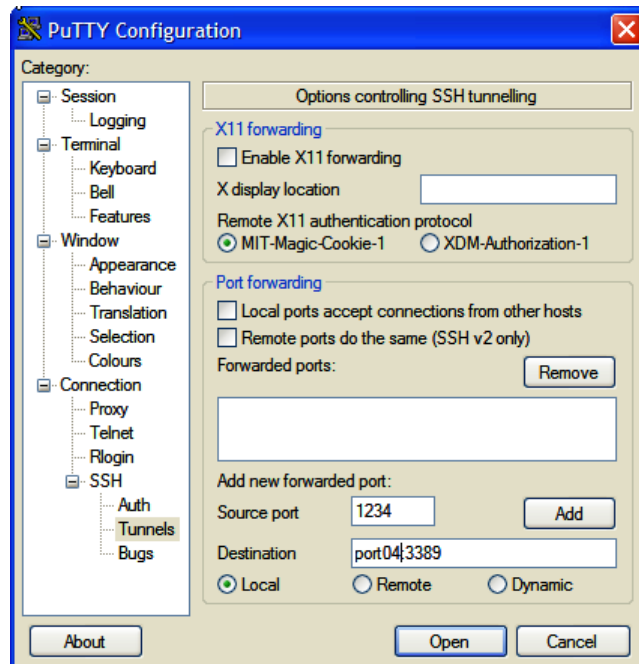 PuTTY Configuration
Category:
Session
Logging
Terminal
Keyboard
Bell
Features
Window
Appearance
Behaviour
Translation
Selection
Colours
Connection
Proxy
Telnet
Rlogin
SSH
Auth
Tunnels
Bugs
Options controlling SSH tunnelling
X11 forwarding
Enable X11 forwarding
X display location
Remote X11 authentication protocol
MIT-Magic-Cookie-1 XDM-Authorization-1
Port forwarding
Local ports accept connections from other hosts
Remote ports do the same (SSH v2 only)
Forwarded ports: Remove
Add new forwarded port:
Source port 1234 Add
Destination port04:3389
Local Remote Dynamic
About Open Cancel